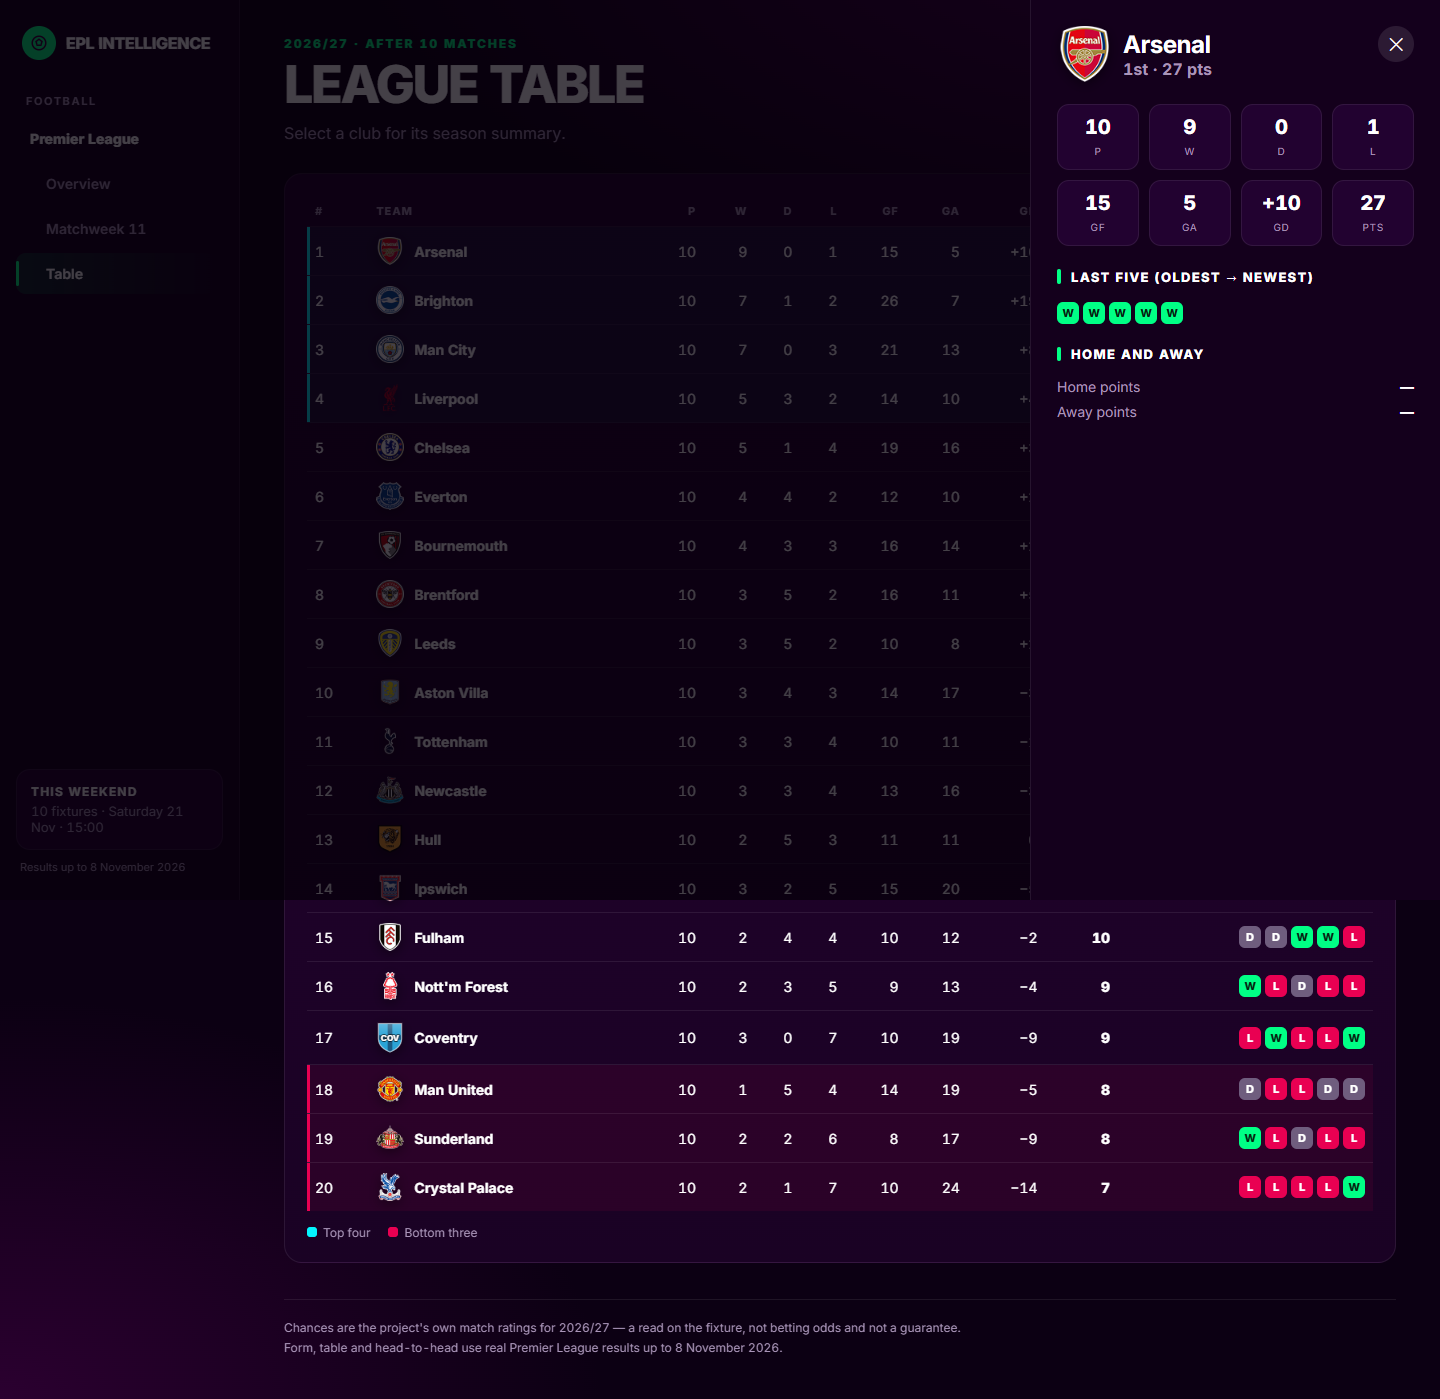 EPL INTELLIGENCE
FOOTBALL
Premier League
Overview
Matchweek 11
Table
THIS WEEKEND
10 fixtures · Saturday 21
Nov · 15:00
Results up to 8 November 2026
2026/27 · AFTER 10 MATCHES
LEAGUE TABLE
Select a club for its season summary.
# TEAM P W D L GF GA
1 Arsenal 10 9 0 1 15 5
2 Brighton 10 7 1 2 26 7
3 Man City 10 7 0 3 21 13
4 Liverpool 10 5 3 2 14 10
5 Chelsea 10 5 1 4 19 16
6 Everton 10 4 4 2 12 10
7 Bournemouth 10 4 3 3 16 14
8 Brentford 10 3 5 2 16 11
9 Leeds 10 3 5 2 10 8
10 Aston Villa 10 3 4 3 14 17
11 Tottenham 10 3 3 4 10 11
12 Newcastle 10 3 3 4 13 16
13 Hull 10 2 5 3 11 11
14 Ipswich 10 3 2 5 15 20
15 Fulham 10 2 4 4 10 12 −2 10 D D W W L
16 Nott'm Forest 10 2 3 5 9 13 −4 9 W L D L L
17 Coventry 10 3 0 7 10 19 −9 9 L W L L W
18 Man United 10 1 5 4 14 19 −5 8 D L L D D
19 Sunderland 10 2 2 6 8 17 −9 8 W L D L L
20 Crystal Palace 10 2 1 7 10 24 −14 7 L L L L W
Top four Bottom three
Chances are the project's own match ratings for 2026/27 — a read on the fixture, not betting odds and not a guarantee.
Form, table and head-to-head use real Premier League results up to 8 November 2026.
Arsenal
Arsenal
1st · 27 pts
10 9 0 1
P W D L
15 5 +10 27
GF GA GD PTS
LAST FIVE (OLDEST → NEWEST)
W W W W W
HOME AND AWAY
Home points —
Away points —